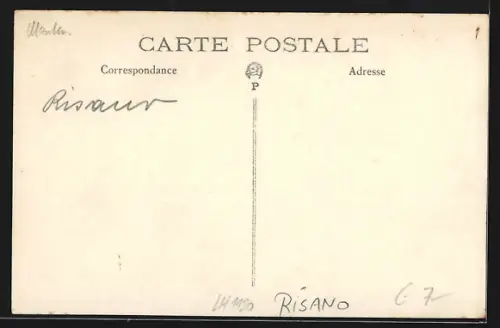 CARTE POSTALE
Correspondance
Adresse
P
Risano
RISANO